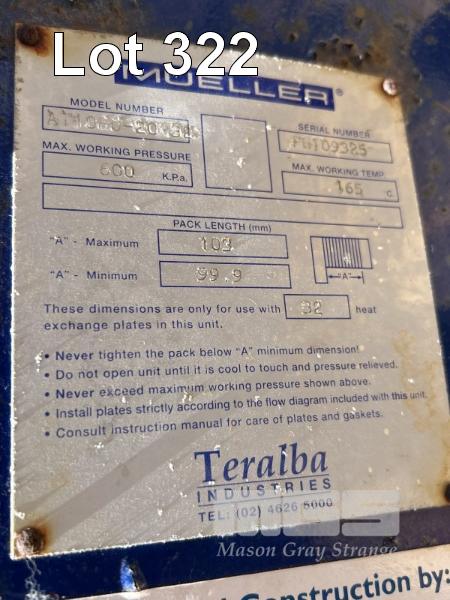 Lot 322
MUELLER®
MODEL NUMBER
SERIAL NUMBER
MAX. WORKING PRESSURE
600 K.P.a.
MAX. WORKING TEMP.
165 C
PACK LENGTH (mm)
"A" - Maximum 103
"A" - Minimum 99.9
"A"
These dimensions are only for use with 32 heat
exchange plates in this unit.
• Never tighten the pack below "A" minimum dimension!
• Do not open unit until it is cool to touch and pressure relieved.
• Never exceed maximum working pressure shown above.
• Install plates strictly according to the flow diagram included with this unit.
• Consult instruction manual for care of plates and gaskets.
Teralba
INDUSTRIES
TEL: (02) 4626 5000
Mason Gray Strange
Construction by: